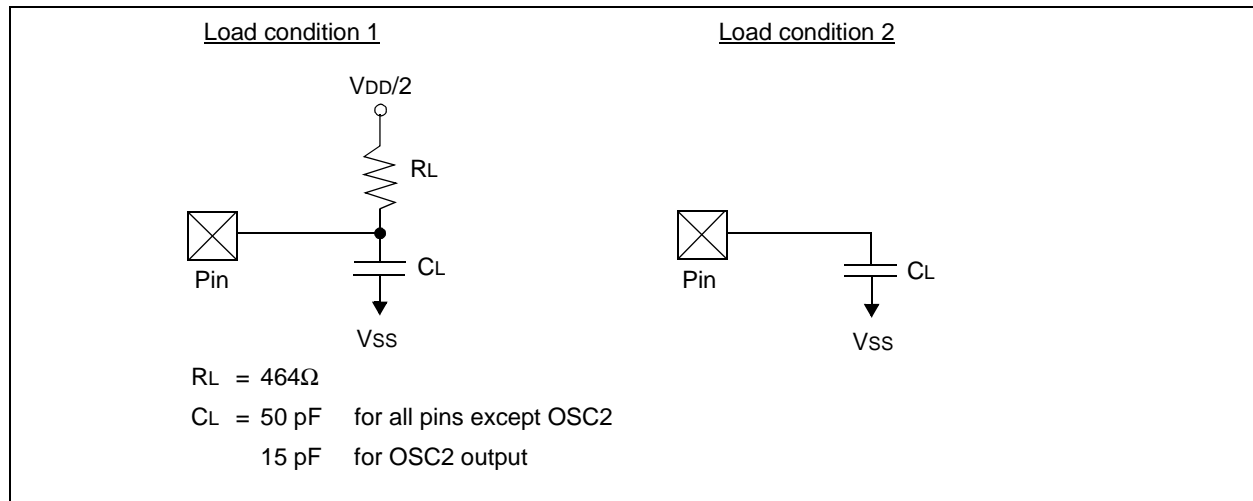 Load condition 1
Load condition 2
VDD/2
RL
Pin
CL
VSS
Pin
CL
VSS
RL = 464Ω
CL = 50 pF for all pins except OSC2
15 pF for OSC2 output